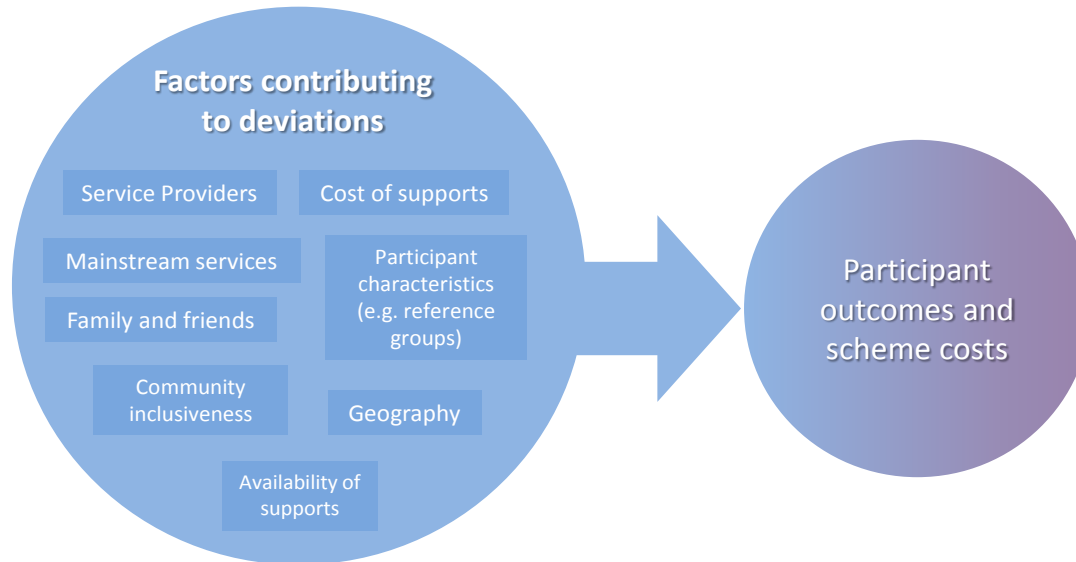 Factors contributing
to deviations
Service Providers
Cost of supports
Mainstream services
Participant
characteristics
(e.g. reference
groups)
Family and friends
Community
inclusiveness
Geography
Availability of
supports
Participant
outcomes and
scheme costs